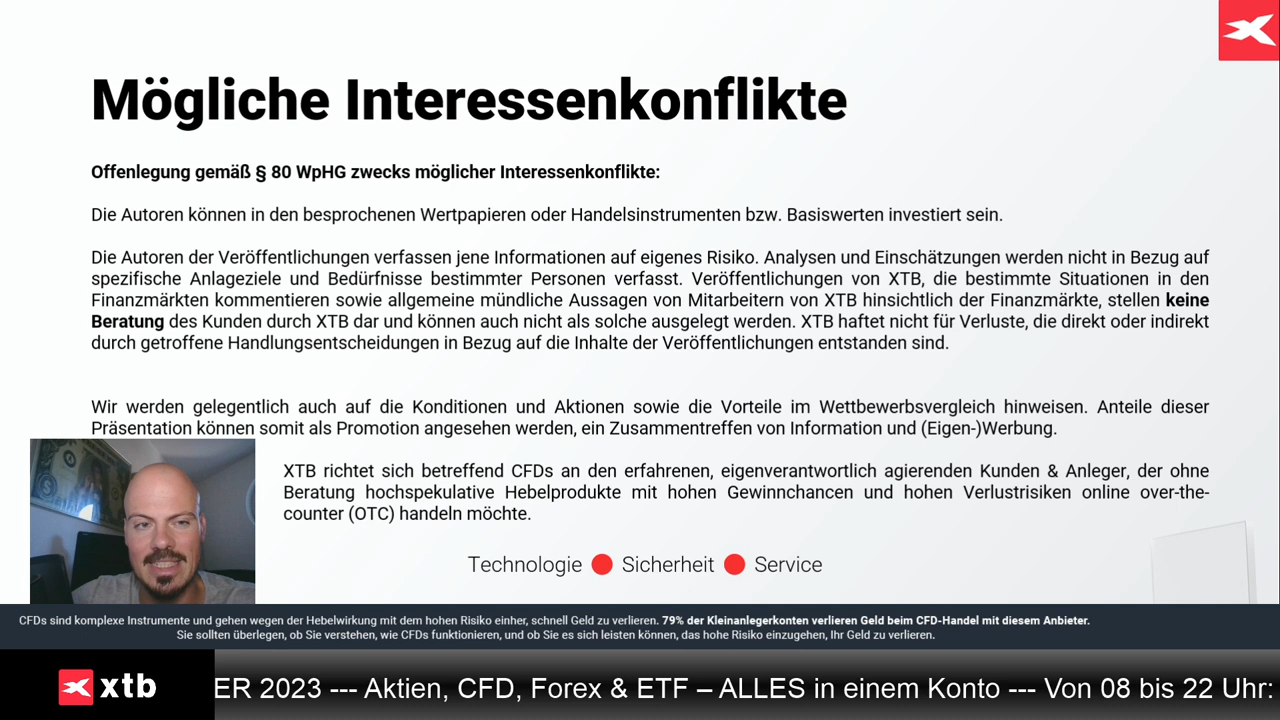 Mögliche Interessenkonflikte
Offenlegung gemäß § 80 WpHG zwecks möglicher Interessenkonflikte:
Die Autoren können in den besprochenen Wertpapieren oder Handelsinstrumenten bzw. Basiswerten investiert sein.
Die Autoren der Veröffentlichungen verfassen jene Informationen auf eigenes Risiko. Analysen und Einschätzungen werden nicht in Bezug auf
spezifische Anlageziele und Bedürfnisse bestimmter Personen verfasst. Veröffentlichungen von XTB, die bestimmte Situationen in den
Finanzmärkten kommentieren sowie allgemeine mündliche Aussagen von Mitarbeitern von XTB hinsichtlich der Finanzmärkte, stellen keine
Beratung des Kunden durch XTB dar und können auch nicht als solche ausgelegt werden. XTB haftet nicht für Verluste, die direkt oder indirekt
durch getroffene Handlungsentscheidungen in Bezug auf die Inhalte der Veröffentlichungen entstanden sind.
Wir werden gelegentlich auch auf die Konditionen und Aktionen sowie die Vorteile im Wettbewerbsvergleich hinweisen. Anteile dieser
Präsentation können somit als Promotion angesehen werden, ein Zusammentreffen von Information und (Eigen-)Werbung.
XTB richtet sich betreffend CFDs an den erfahrenen, eigenverantwortlich agierenden Kunden & Anleger, der ohne
Beratung hochspekulative Hebelprodukte mit hohen Gewinnchancen und hohen Verlustrisiken online over-the-
counter (OTC) handeln möchte.
Technologie Sicherheit Service
CFDs sind komplexe Instrumente und gehen wegen der Hebelwirkung mit dem hohen Risiko einher, schnell Geld zu verlieren. 79% der Kleinanlegerkonten verlieren Geld beim CFD-Handel mit diesem Anbieter.
Sie sollten überlegen, ob Sie verstehen, wie CFDs funktionieren, und ob Sie es sich leisten können, das hohe Risiko einzugehen, Ihr Geld zu verlieren.
xtb ER 2023 --- Aktien, CFD, Forex & ETF – ALLES in einem Konto --- Von 08 bis 22 Uhr: